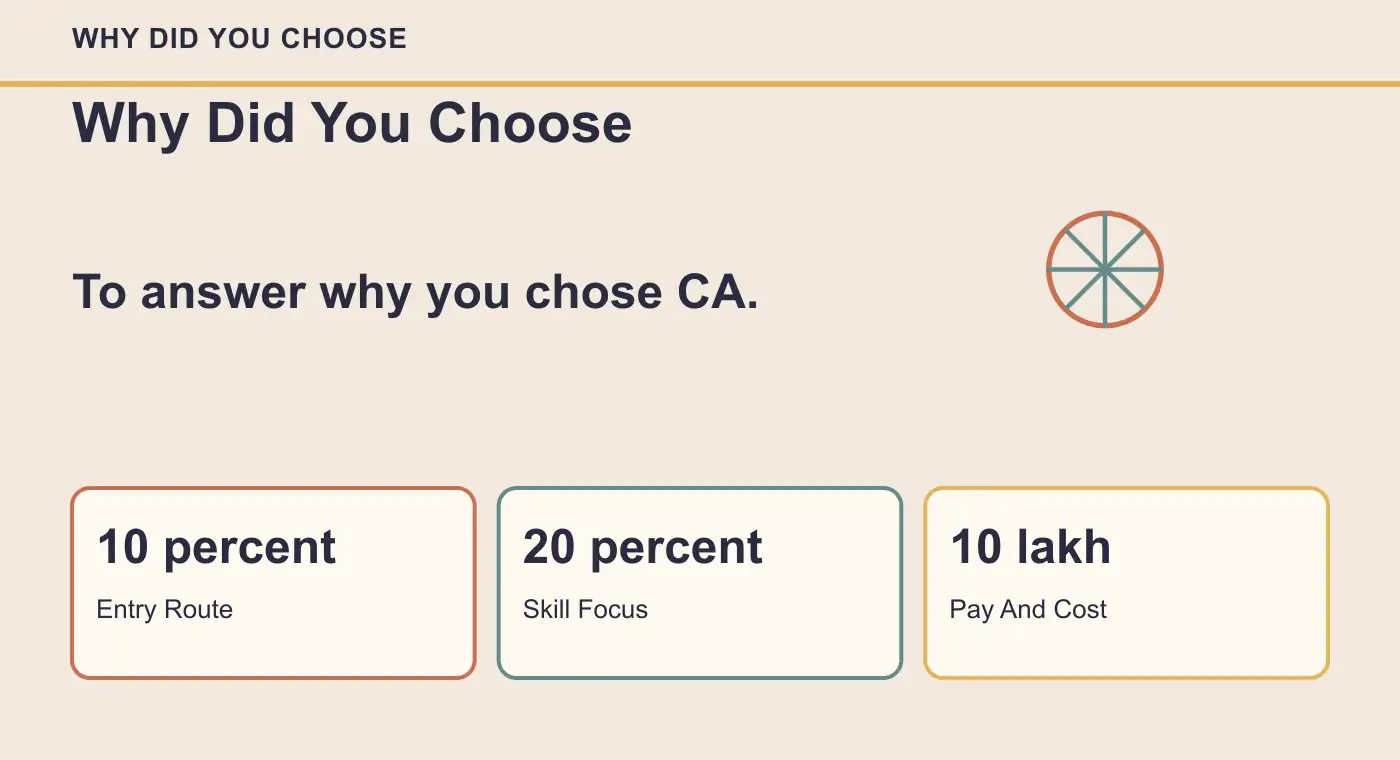 WHY DID YOU CHOOSE
Why Did You Choose
To answer why you chose CA.
10 percent
Entry Route
20 percent
Skill Focus
10 lakh
Pay And Cost